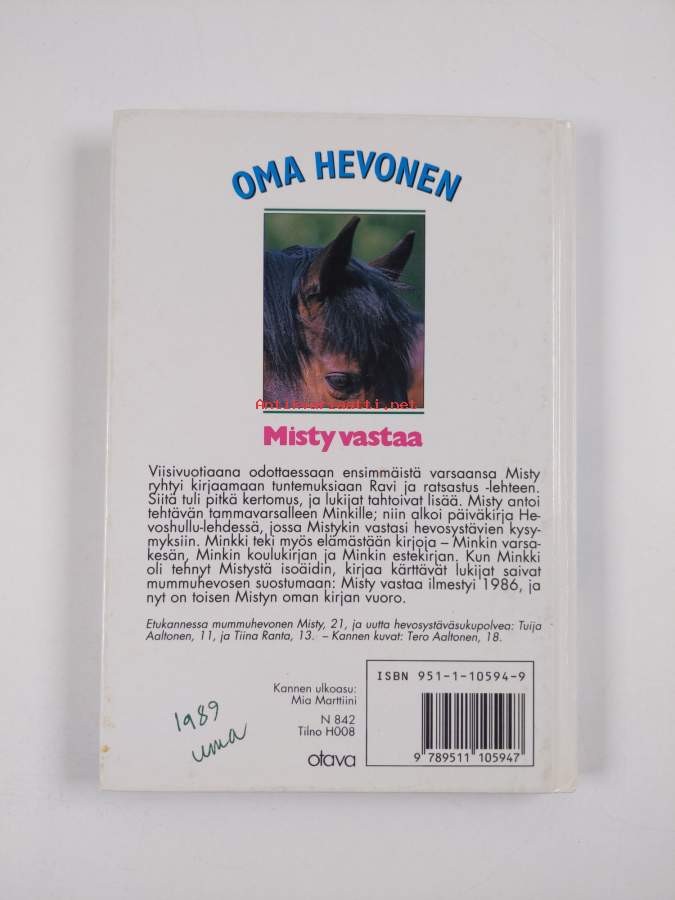 OMA HEVONEN
Antikvariaatti.net
Misty vastaa
Viisivuotiaana odottaessaan ensimmäistä varsaansa Misty
ryhtyi kirjaamaan tuntemuksiaan Ravi ja ratsastus -lehteen.
Siitä tuli pitkä kertomus, ja lukijat tahtoivat lisää. Misty antoi
tehtävän tammavarsalleen Minkille; niin alkoi päiväkirja He-
voshullu-lehdessä, jossa Mistykin vastasi hevosystävien kysy-
myksiin. Minkki teki myös elämästään kirjoja – Minkin varsa-
kesän, Minkin koulukirjan ja Minkin estekirjan. Kun Minkki
oli tehnyt Mistystä isoäidin, kirjaa kärttävät lukijat saivat
mummuhevosen suostumaan: Misty vastaa ilmestyi 1986, ja
nyt on toisen Mistyn oman kirjan vuoro.
Etukannessa mummuhevonen Misty, 21, ja uutta hevosystäväsukupolvea: Tuija
Aaltonen, 11, ja Tiina Ranta, 13. – Kannen kuvat: Tero Aaltonen, 18.
Kannen ulkoasu:
Mia Marttiini
N 842
Tilno H008
otava
ISBN 951-1-10594-9
9 789511 105947
1989
uma